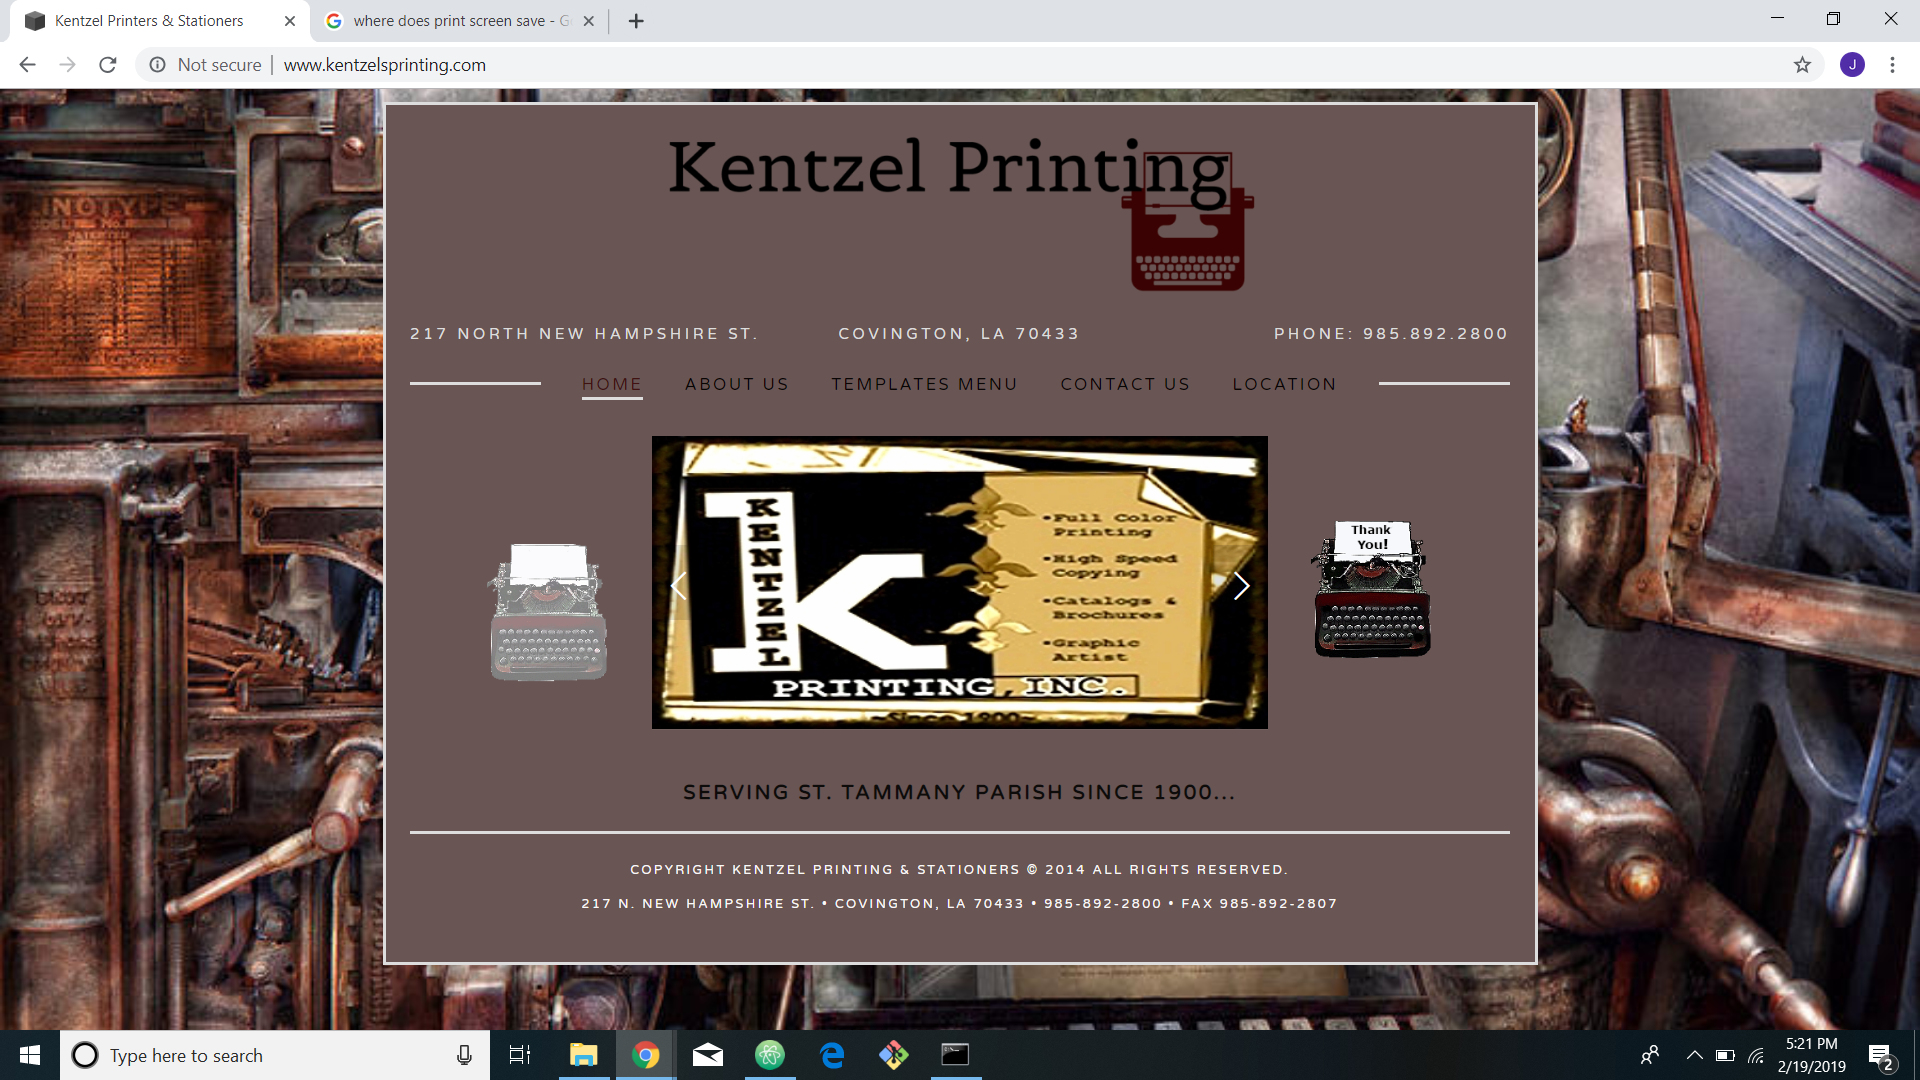 Kentzel Printers & Stationers
where does print screen save - G
Not secure
www.kentzelsprinting.com
J
Kentzel Printing
217 NORTH NEW HAMPSHIRE ST.
COVINGTON, LA 70433
PHONE: 985.892.2800
HOME
ABOUT US
TEMPLATES MENU
CONTACT US
LOCATION
KENTZEL
K
•Full Color
Printing
•High Speed
Copying
•Catalogs &
Brochures
•Graphic
Artist
PRINTING, INC.
~Since 1900~
Thank
You!
SERVING ST. TAMMANY PARISH SINCE 1900...
COPYRIGHT KENTZEL PRINTING & STATIONERS © 2014 ALL RIGHTS RESERVED.
217 N. NEW HAMPSHIRE ST. • COVINGTON, LA 70433 • 985-892-2800 • FAX 985-892-2807
Type here to search
5:21 PM
2/19/2019
2